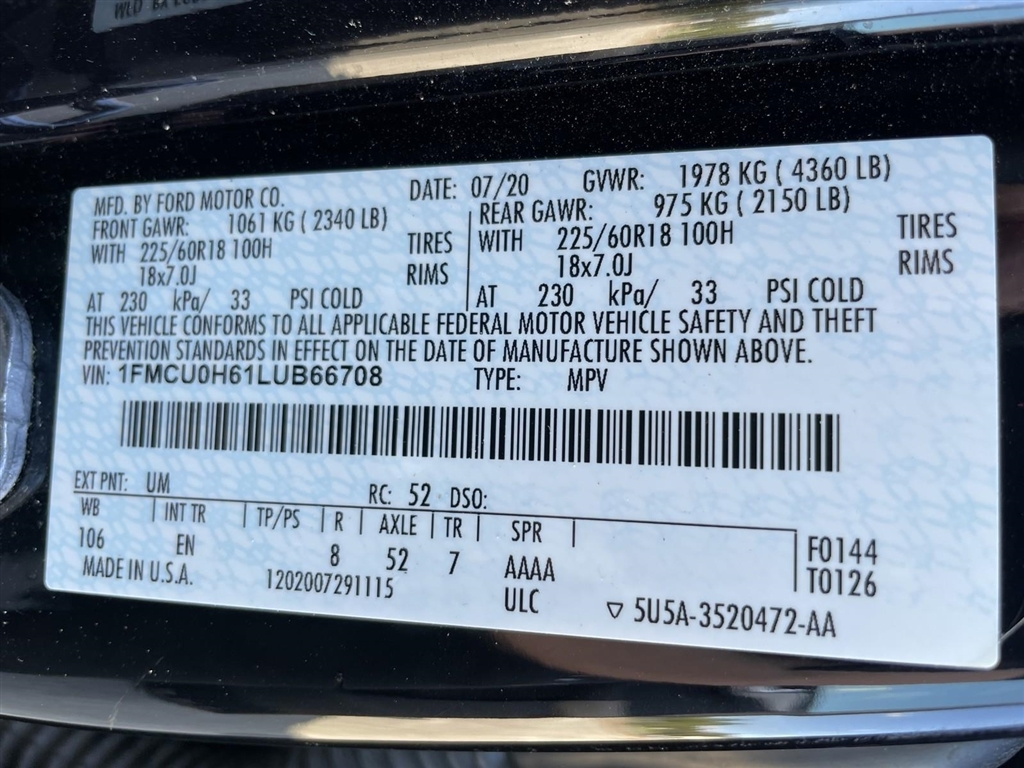 WLD
MFD. BY FORD MOTOR CO.
DATE: 07/20
GVWR: 1978 KG ( 4360 LB)
FRONT GAWR: 1061 KG ( 2340 LB)
WITH 225/60R18 100H TIRES
18x7.0J RIMS
AT 230 kPa/ 33 PSI COLD
REAR GAWR: 975 KG ( 2150 LB)
WITH 225/60R18 100H TIRES
18x7.0J RIMS
AT 230 kPa/ 33 PSI COLD
THIS VEHICLE CONFORMS TO ALL APPLICABLE FEDERAL MOTOR VEHICLE SAFETY AND THEFT
PREVENTION STANDARDS IN EFFECT ON THE DATE OF MANUFACTURE SHOWN ABOVE.
VIN: 1FMCU0H61LUB66708 TYPE: MPV
EXT PNT: UM RC: 52 DSO:
WB INT TR TP/PS R AXLE TR SPR
106 EN 8 52 7 AAAA
F0144
T0126
MADE IN U.S.A. 1202007291115 ULC
5U5A-3520472-AA